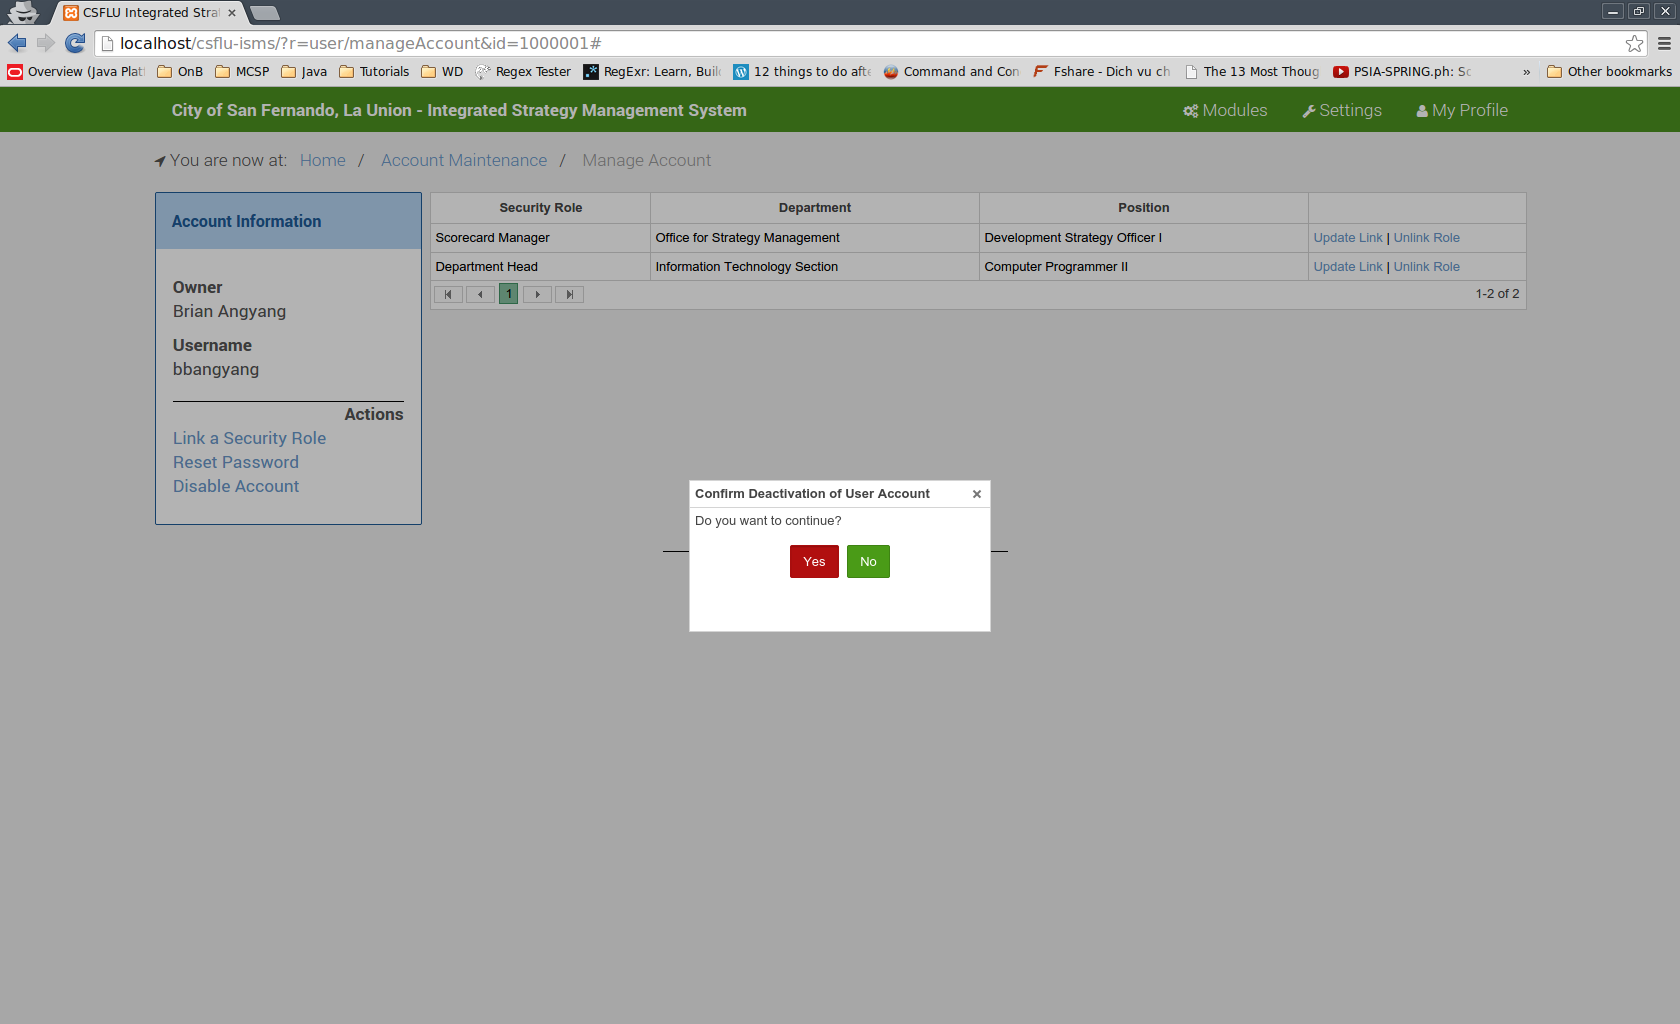 CSFLU Integrated Stra
localhost/csflu-isms/?r=user/manageAccount&id=1000001#
Overview (Java Plat OnB MCSP Java Tutorials WD Regex Tester RegExr: Learn, Buil 12 things to do afte Command and Con Fshare - Dich vu ch The 13 Most Thoug PSIA-SPRING.ph: Sc » Other bookmarks
City of San Fernando, La Union - Integrated Strategy Management System Modules Settings My Profile
You are now at: Home / Account Maintenance / Manage Account
Account Information
Owner
Brian Angyang
Username
bbangyang
Actions
Link a Security Role
Reset Password
Disable Account
Security Role Department Position
Scorecard Manager Office for Strategy Management Development Strategy Officer I Update Link | Unlink Role
Department Head Information Technology Section Computer Programmer II Update Link | Unlink Role
1 1-2 of 2
Confirm Deactivation of User Account ×
Do you want to continue?
Yes No